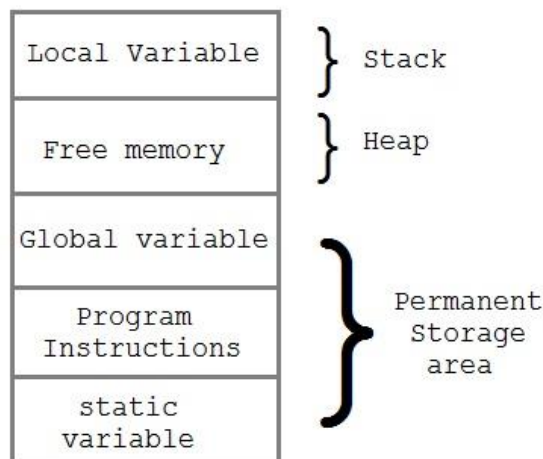 Local Variable
Stack
Free memory
Heap
Global variable
Program
Instructions
Permanent
Storage
area
static
variable